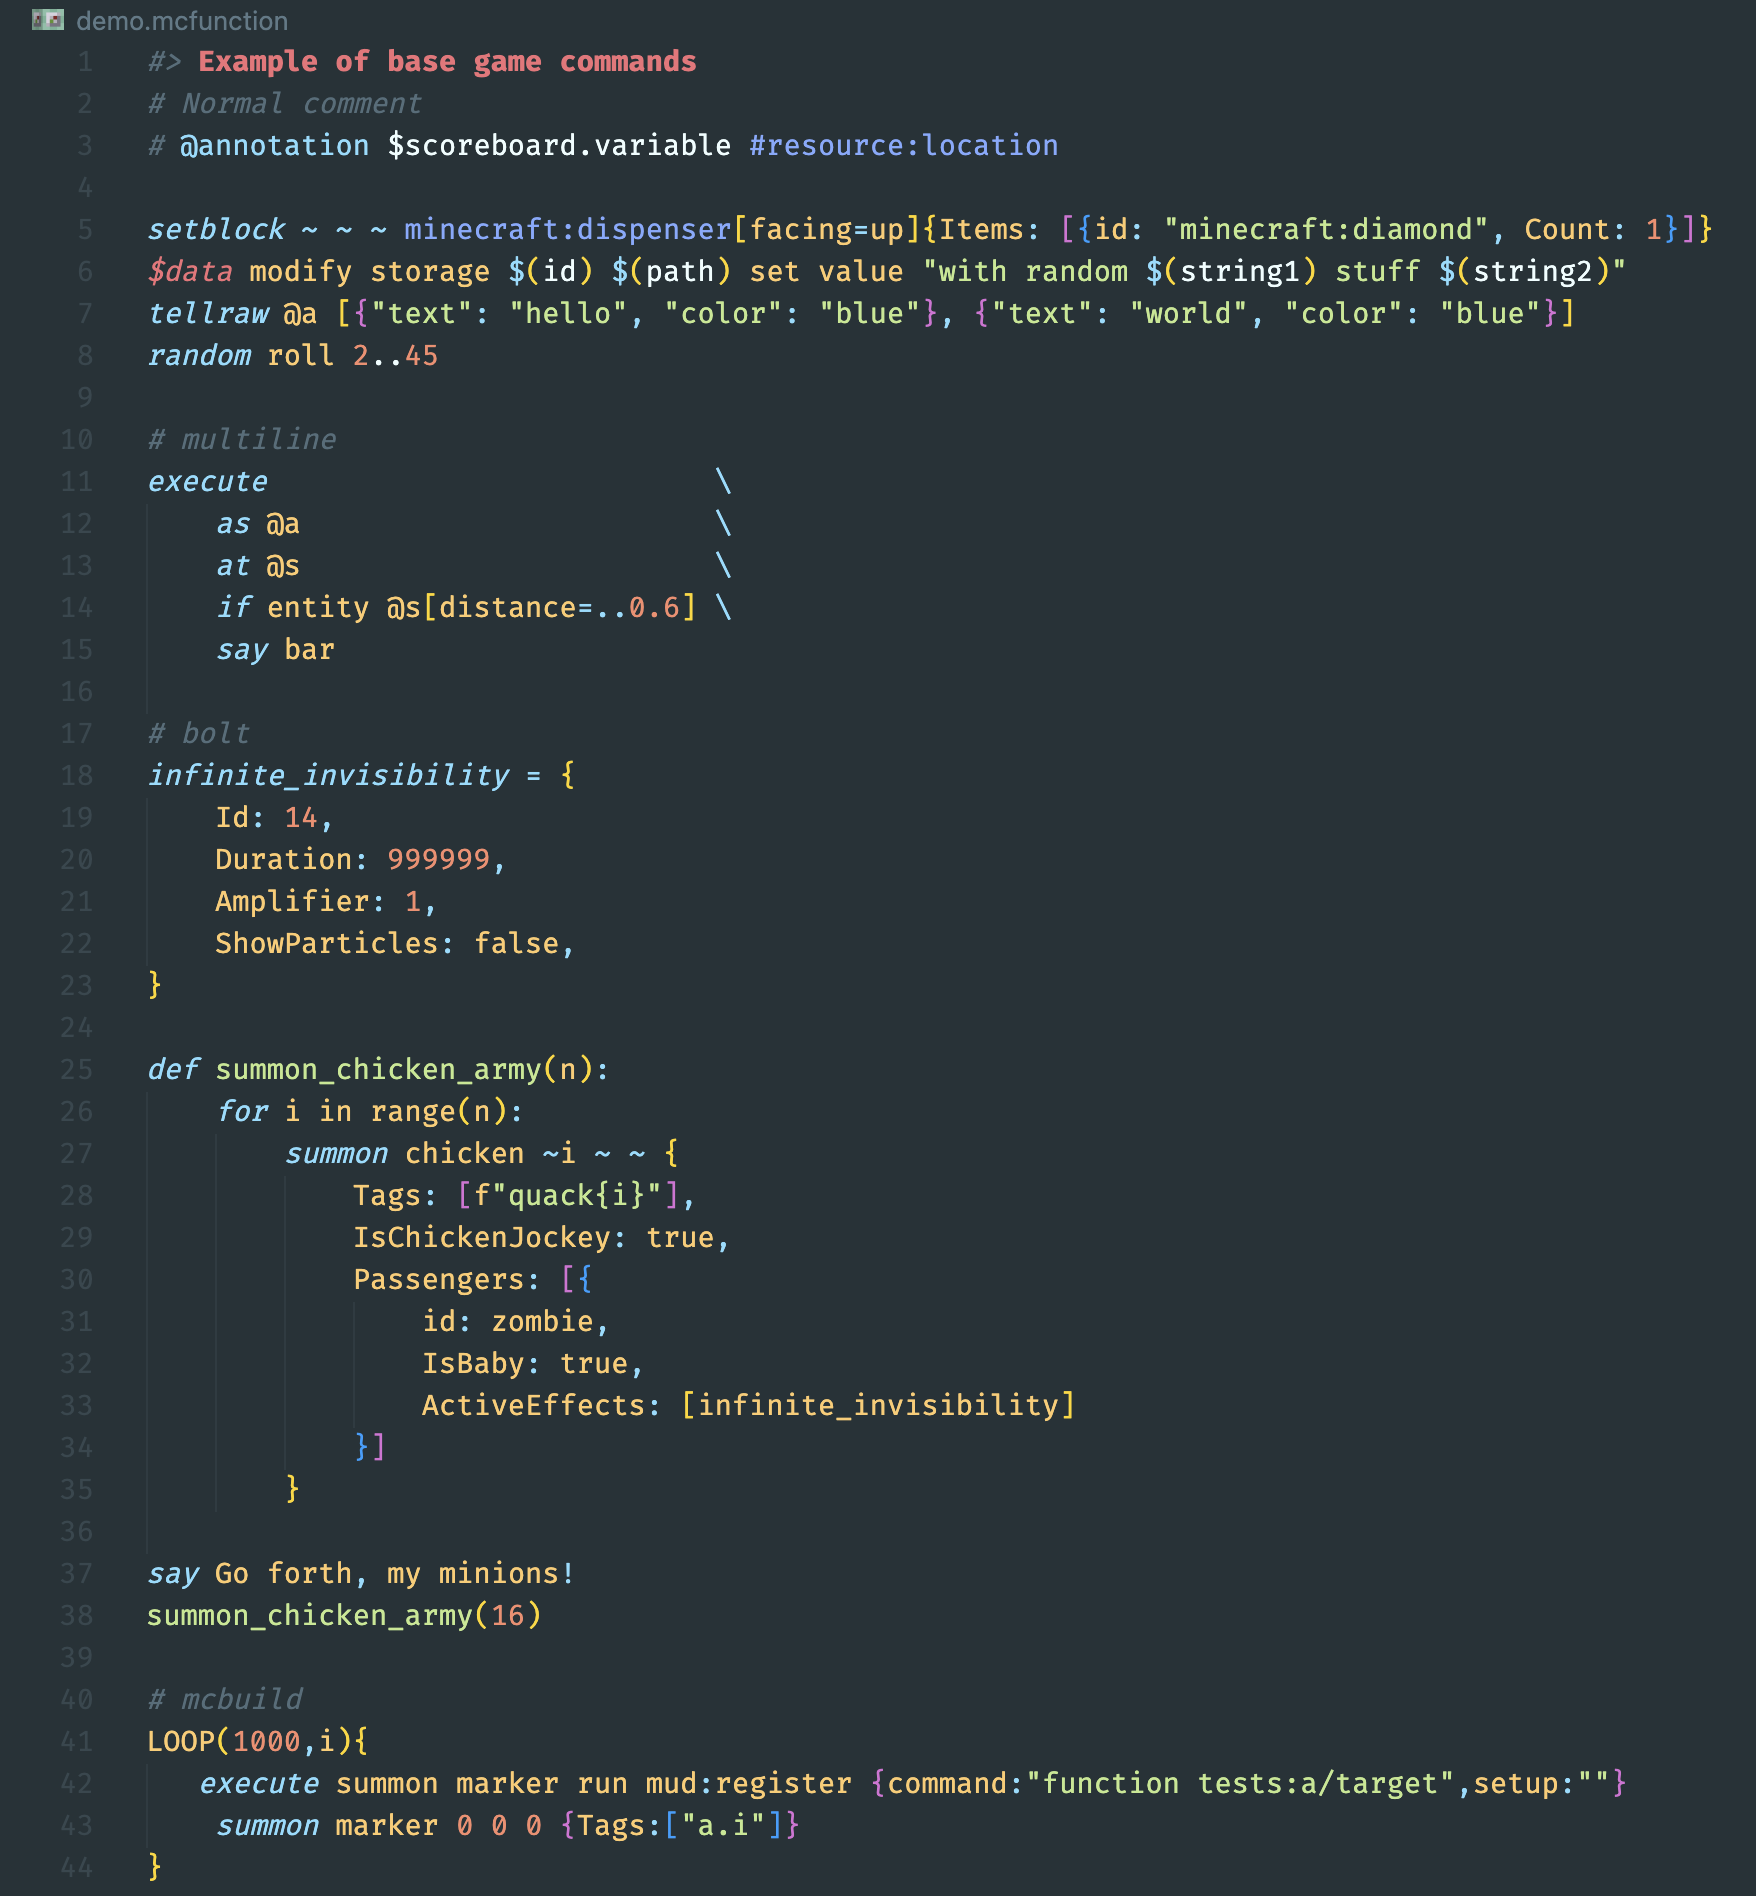 demo.mcfunction
1 #> Example of base game commands
2 # Normal comment
3 # @annotation $scoreboard.variable #resource:location
4
5 setblock ~ ~ ~ minecraft:dispenser[facing=up]{Items: [{id: "minecraft:diamond", Count: 1}]}
6 $data modify storage $(id) $(path) set value "with random $(string1) stuff $(string2)"
7 tellraw @a [{"text": "hello", "color": "blue"}, {"text": "world", "color": "blue"}]
8 random roll 2..45
9
10 # multiline
11 execute                          \
12     as @a                        \
13     at @s                        \
14     if entity @s[distance=..0.6] \
15     say bar
16
17 # bolt
18 infinite_invisibility = {
19     Id: 14,
20     Duration: 999999,
21     Amplifier: 1,
22     ShowParticles: false,
23 }
24
25 def summon_chicken_army(n):
26     for i in range(n):
27         summon chicken ~i ~ ~ {
28             Tags: [f"quack{i}"],
29             IsChickenJockey: true,
30             Passengers: [{
31                 id: zombie,
32                 IsBaby: true,
33                 ActiveEffects: [infinite_invisibility]
34             }]
35         }
36
37 say Go forth, my minions!
38 summon_chicken_army(16)
39
40 # mcbuild
41 LOOP(1000,i){
42    execute summon marker run mud:register {command:"function tests:a/target",setup:""}
43     summon marker 0 0 0 {Tags:["a.i"]}
44 }